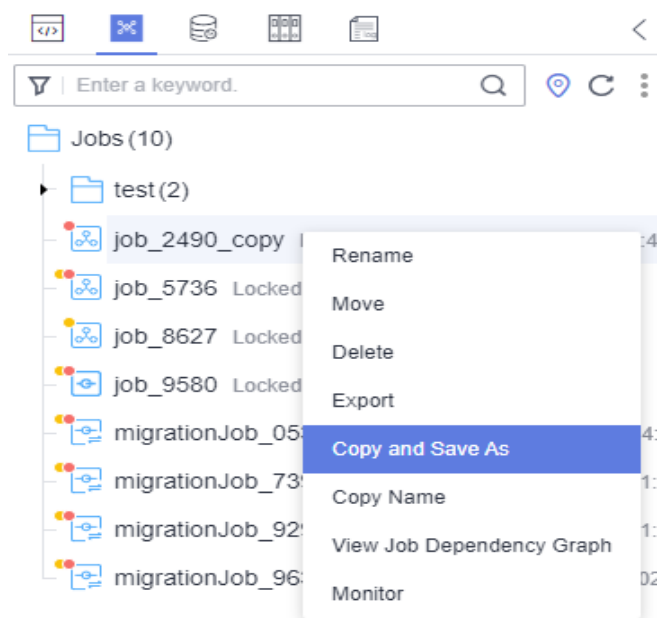 Enter a keyword.
Jobs (10)
test (2)
job_2490_copy
Rename
job_5736 Locked
Move
job_8627 Locked
Delete
job_9580 Locked
Export
migrationJob_05
Copy and Save As
migrationJob_73
Copy Name
migrationJob_92
View Job Dependency Graph
migrationJob_96
Monitor